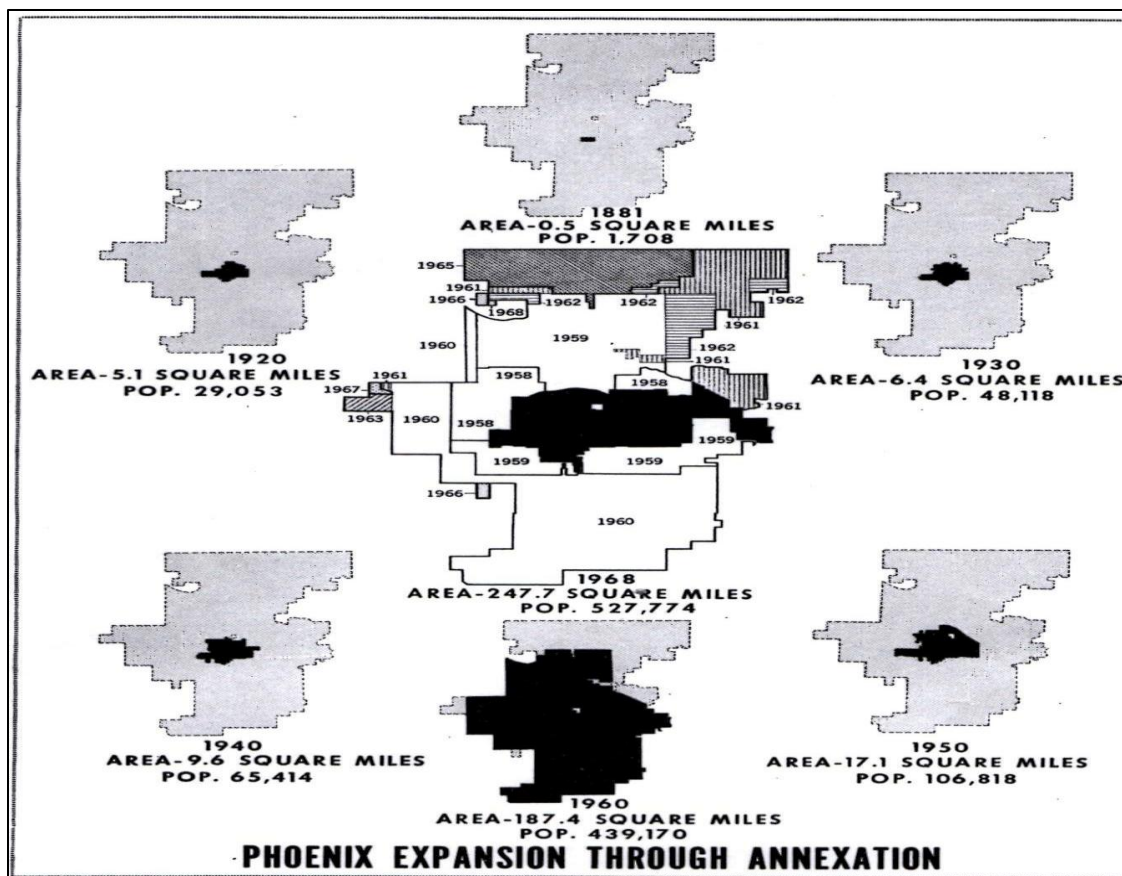 1881
AREA-0.5 SQUARE MILES
POP. 1,708
1920
AREA-5.1 SQUARE MILES
POP. 29,053
1930
AREA-6.4 SQUARE MILES
POP. 48,118
1965
1961
1966
1968
1962
1962
1962
1961
1960
1959
1962
1961
1967
1961
1958
1958
1963
1960
1958
1961
1959
1959
1959
1966
1960
1968
AREA-247.7 SQUARE MILES
POP. 527,774
1940
AREA-9.6 SQUARE MILES
POP. 65,414
1950
AREA-17.1 SQUARE MILES
POP. 106,818
1960
AREA-187.4 SQUARE MILES
POP. 439,170
PHOENIX EXPANSION THROUGH ANNEXATION